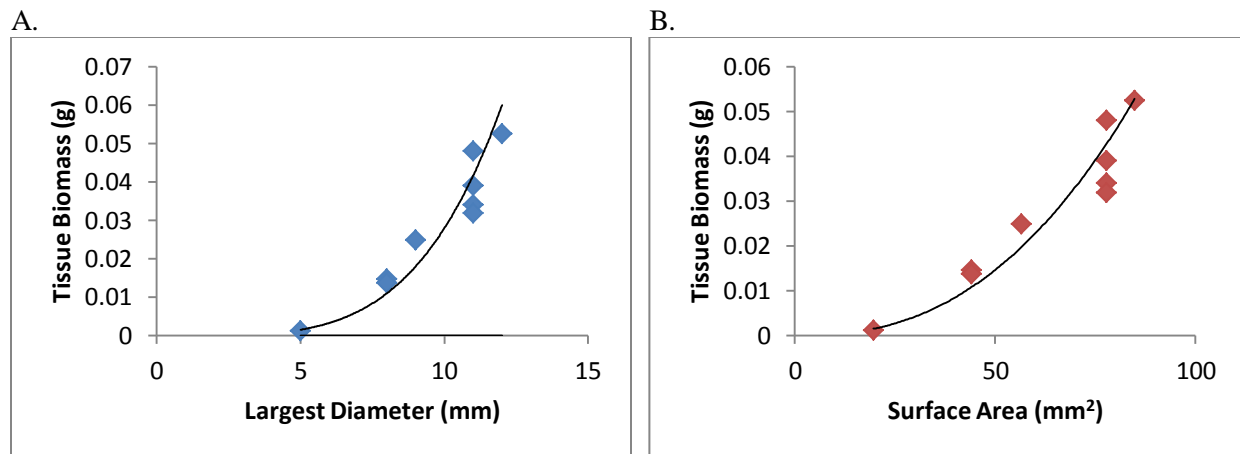 A.
Tissue Biomass (g)
0.07
0.06
0.05
0.04
0.03
0.02
0.01
0
0 5 10 15
Largest Diameter (mm)
B.
Tissue Biomass (g)
0.06
0.05
0.04
0.03
0.02
0.01
0
0 50 100
Surface Area (mm²)